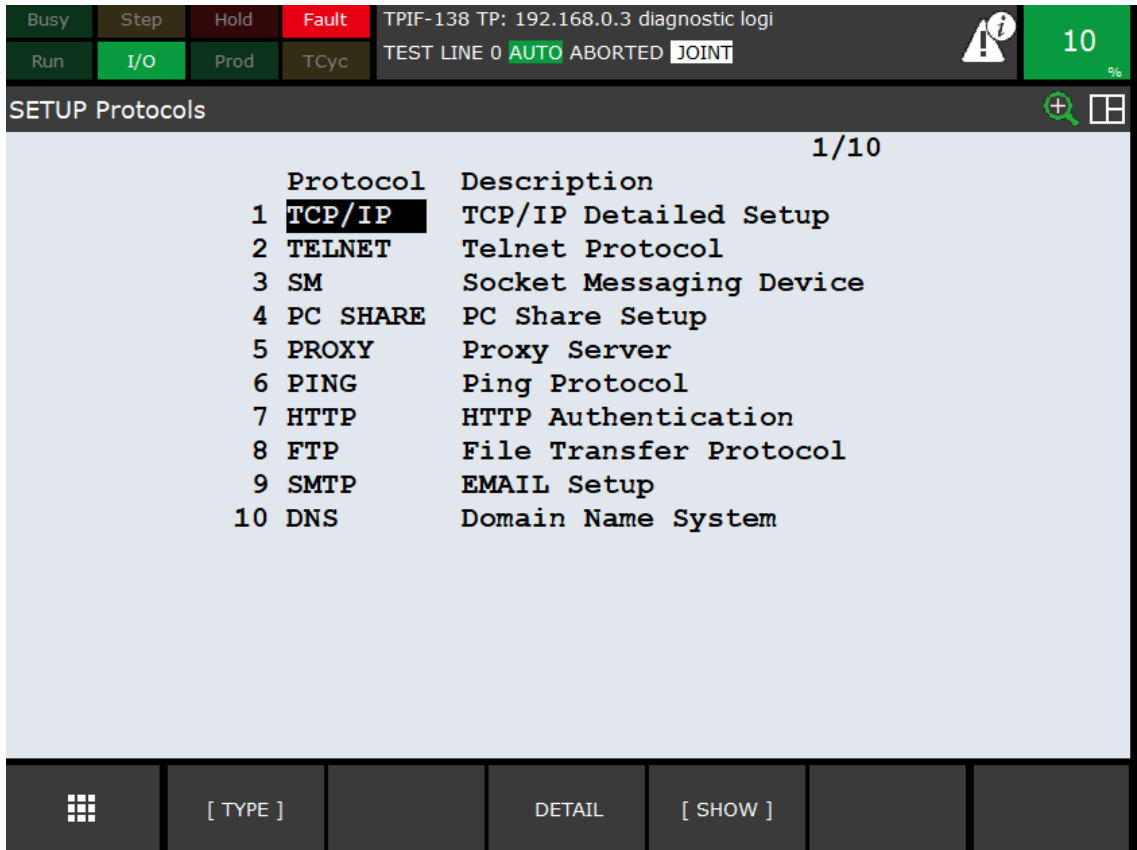 Busy Step Hold Fault TPIF-138 TP: 192.168.0.3 diagnostic logi
Run I/O Prod TCyc TEST LINE 0 AUTO ABORTED JOINT
10
%
SETUP Protocols
1/10
Protocol Description
1 TCP/IP TCP/IP Detailed Setup
2 TELNET Telnet Protocol
3 SM Socket Messaging Device
4 PC SHARE PC Share Setup
5 PROXY Proxy Server
6 PING Ping Protocol
7 HTTP HTTP Authentication
8 FTP File Transfer Protocol
9 SMTP EMAIL Setup
10 DNS Domain Name System
[ TYPE ] DETAIL [ SHOW ]